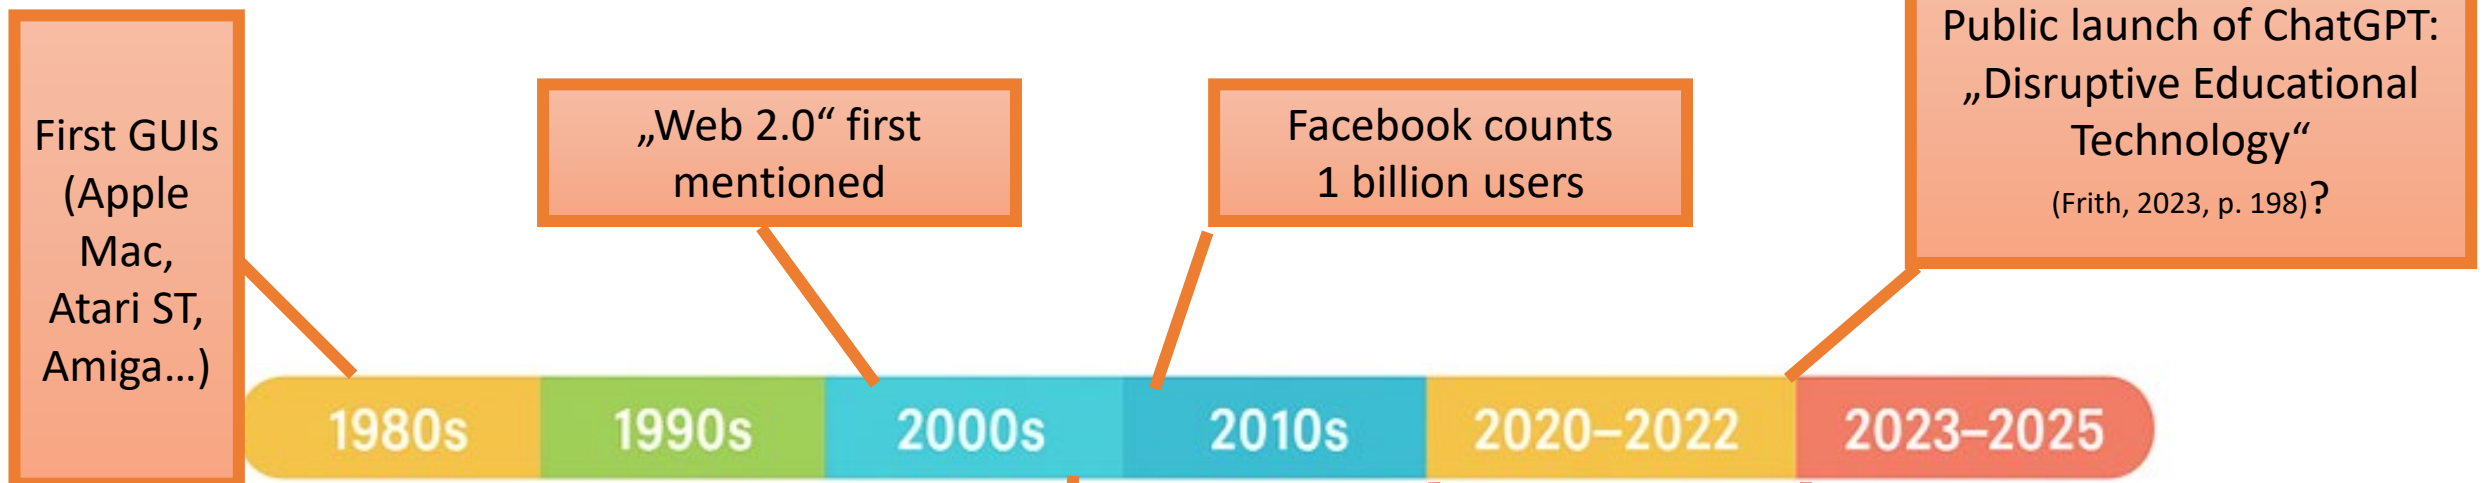 First GUIs
(Apple
Mac,
Atari ST,
Amiga…)
„Web 2.0“ first
mentioned
Facebook counts
1 billion users
Public launch of ChatGPT:
„Disruptive Educational
Technology“
(Frith, 2023, p. 198)?
1980s
1990s
2000s
2010s
2020–2022
2023–2025